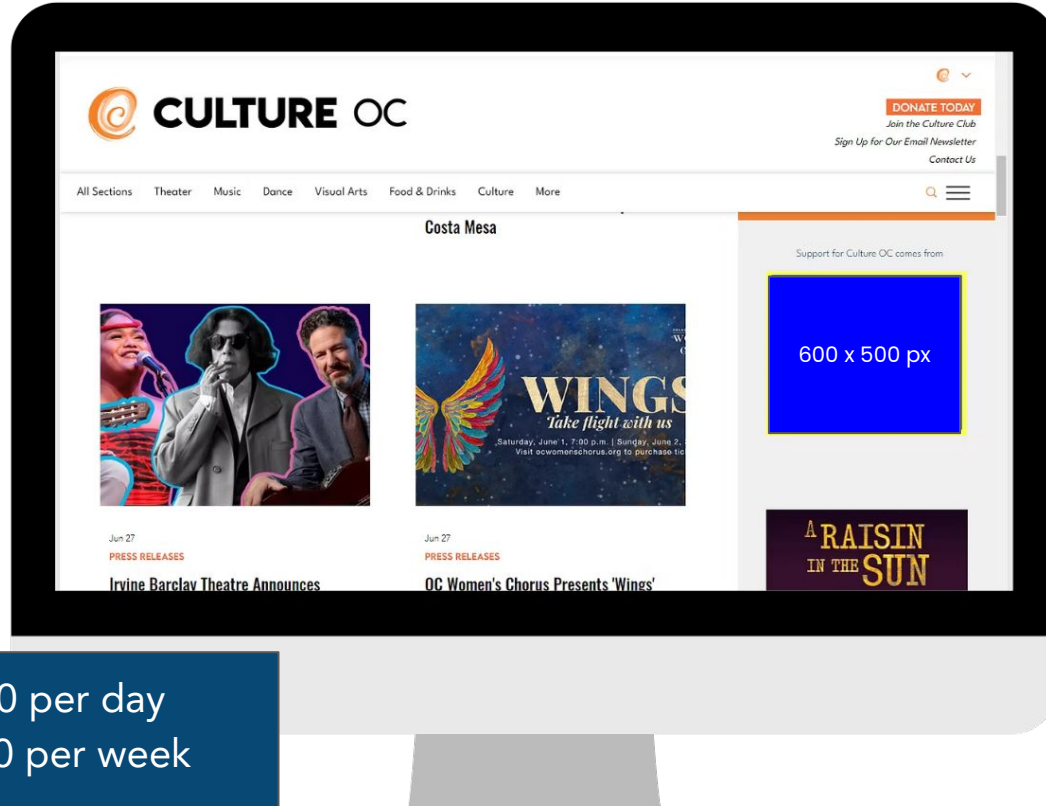 CULTURE OC
DONATE TODAY
Join the Culture Club
Sign Up for Our Email Newsletter
Contact Us
All Sections Theater Music Dance Visual Arts Food & Drinks Culture More
Costa Mesa
Support for Culture OC comes from
600 x 500 px
WINGS
Take flight with us
Saturday, June 1, 7:00 p.m. | Sunday, June 2,
Visit ocwomenschorus.org to purchase tic
A RAISIN
IN THE SUN
Jun 27
PRESS RELEASES
Irvine Barclay Theatre Announces
Jun 27
PRESS RELEASES
OC Women's Chorus Presents 'Wings'
0 per day
0 per week